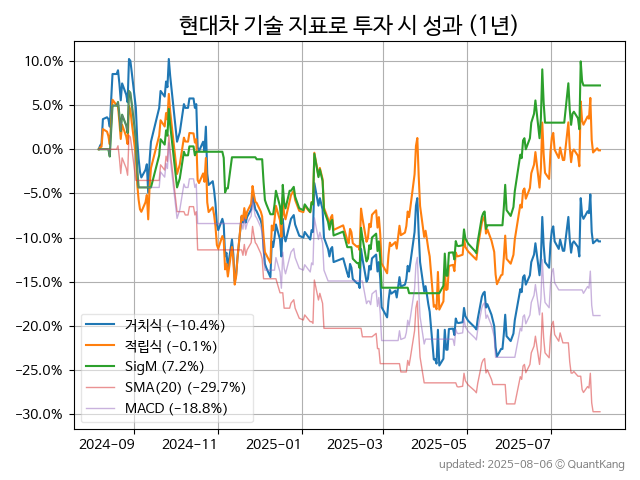 현대차 기술 지표로 투자 시 성과 (1년)
10.0%
5.0%
0.0%
−5.0%
−10.0%
−15.0%
−20.0%
−25.0%
−30.0%
거치식 (−10.4%)
적립식 (−0.1%)
SigM (7.2%)
SMA(20) (−29.7%)
MACD (−18.8%)
2024-09 2024-11 2025-01 2025-03 2025-05 2025-07
updated: 2025-08-06 © QuantKang